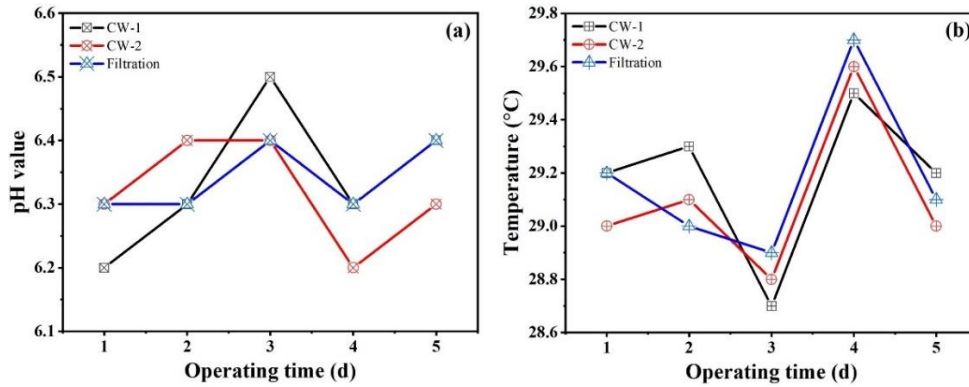 (a)
CW-1
CW-2
Filtration
6.6
6.5
6.4
6.3
6.2
6.1
pH value
1 2 3 4 5
Operating time (d)
(b)
CW-1
CW-2
Filtration
29.8
29.6
29.4
29.2
29.0
28.8
28.6
Temperature (°C)
1 2 3 4 5
Operating time (d)